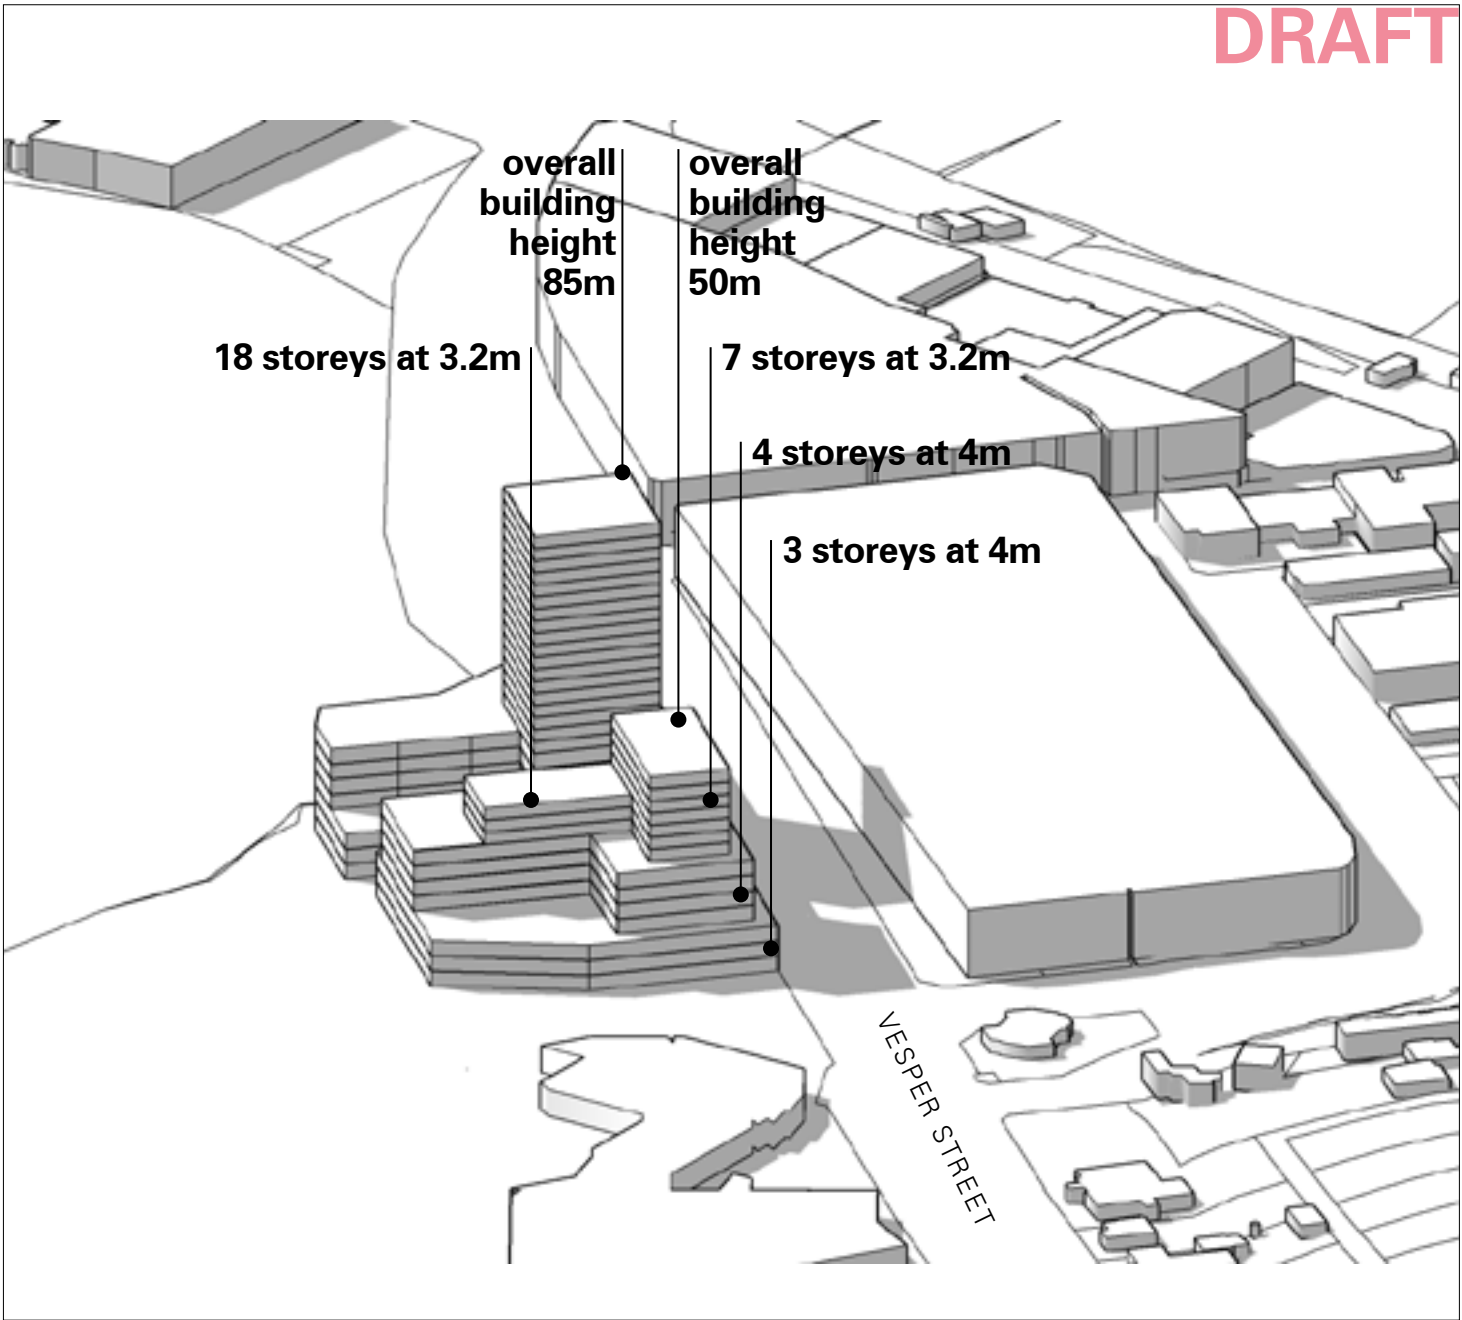 DRAFT
overall
building
height
85m
overall
building
height
50m
18 storeys at 3.2m
7 storeys at 3.2m
4 storeys at 4m
3 storeys at 4m
VESPER STREET